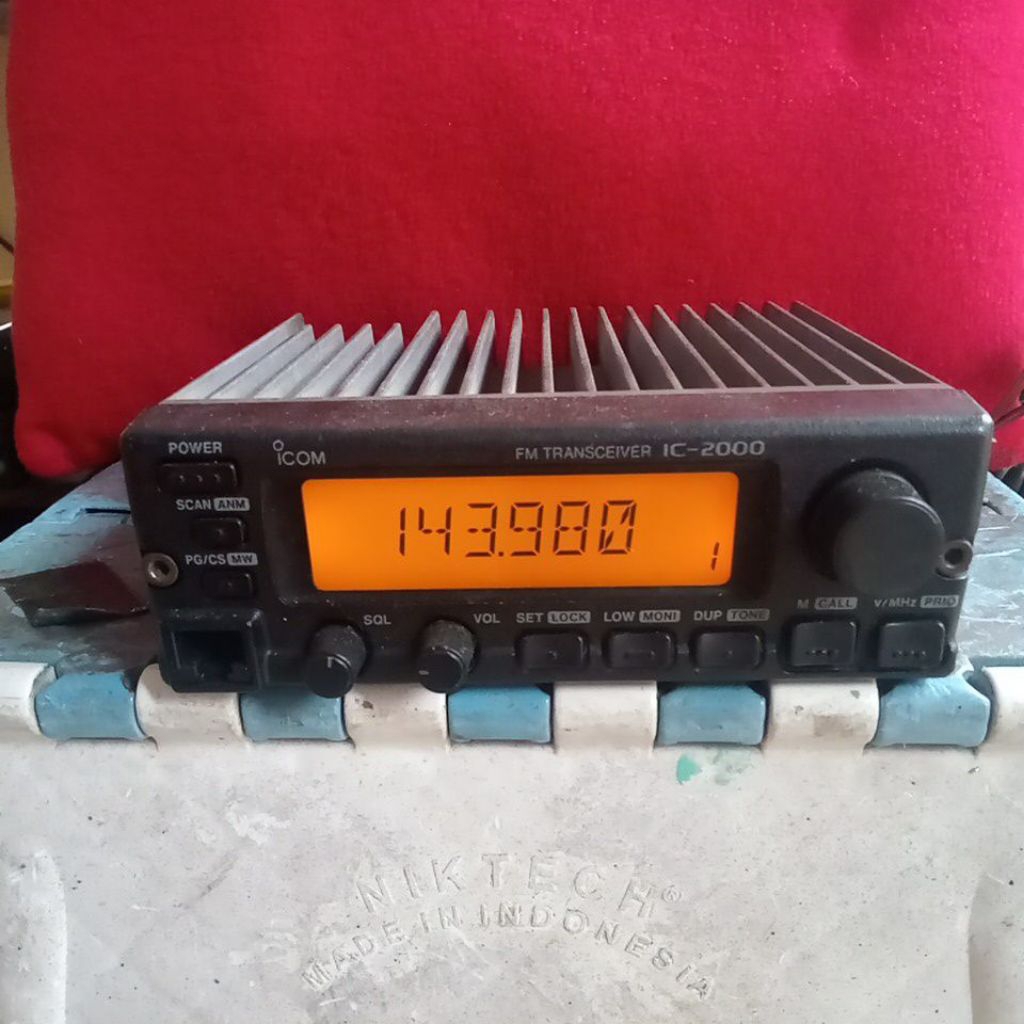 POWER
ICOM
FM TRANSCEIVER IC-2000
SCAN ANM
143.980
1
PG/CS MW
SQL
VOL
SET LOCK
LOW MONI
DUP TONE
M CALL
V/MHz PRIO
NIKTECH®
MADE IN INDONESIA